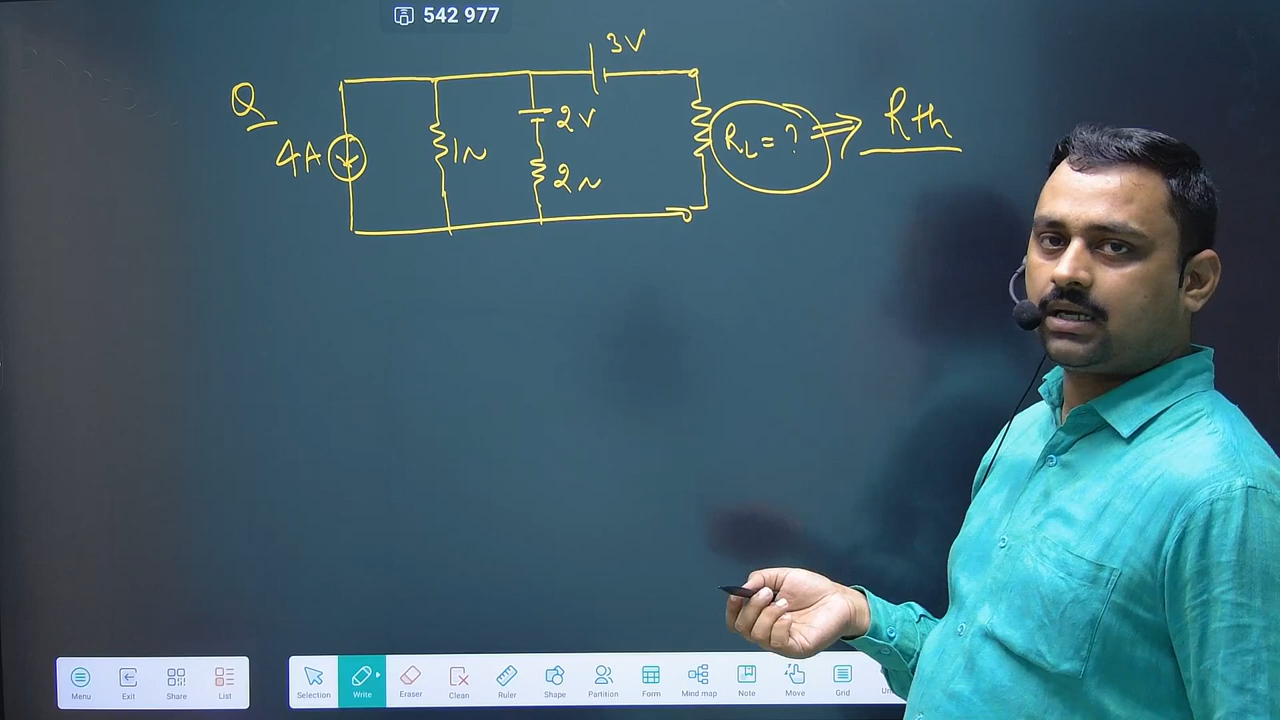 542 977
3V
Q
4A
1Ω
2V
2Ω
RL = ? ⇒ Rth
Menu
Exit
Share
List
Selection
Write
Eraser
Clean
Ruler
Shape
Partition
Form
Mind map
Note
Move
Grid